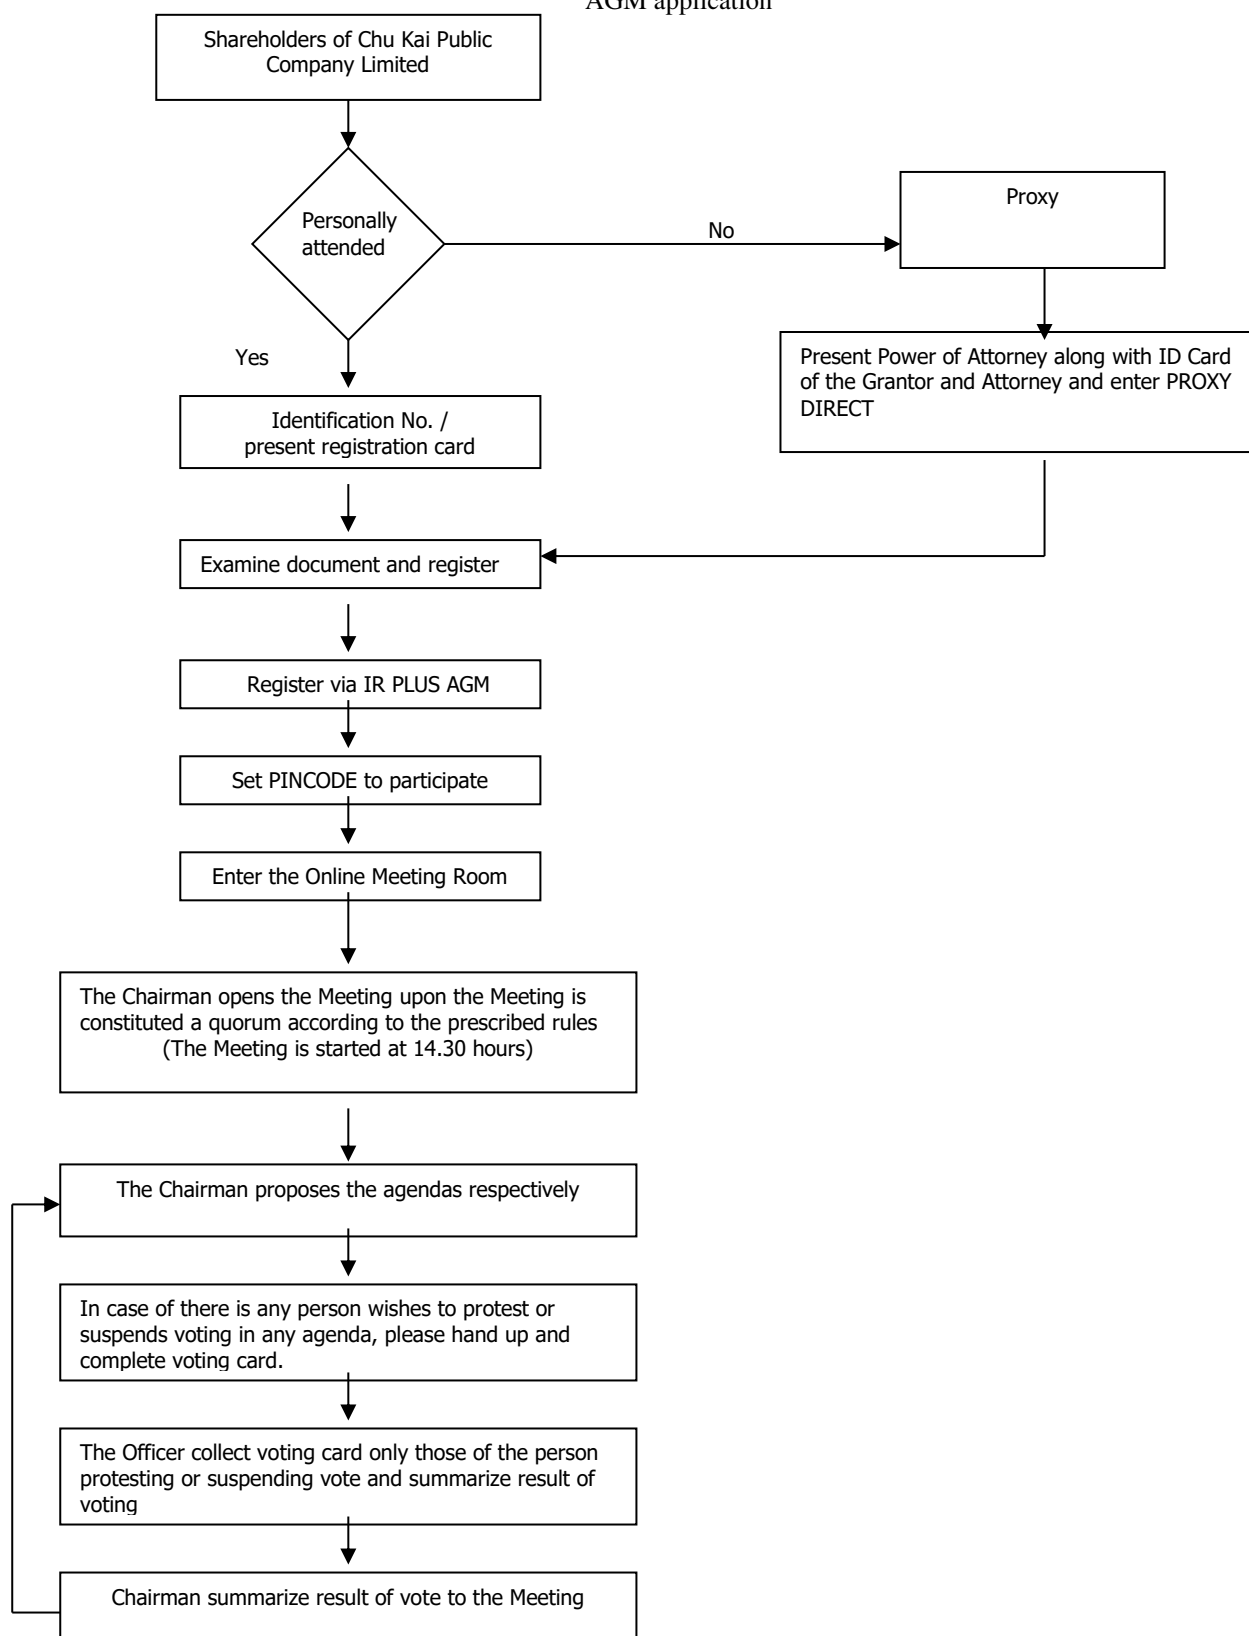 AGM application
Shareholders of Chu Kai Public
Company Limited
Personally
attended
No
Proxy
Yes
Present Power of Attorney along with ID Card
of the Grantor and Attorney and enter PROXY
DIRECT
Identification No. /
present registration card
Examine document and register
Register via IR PLUS AGM
Set PINCODE to participate
Enter the Online Meeting Room
The Chairman opens the Meeting upon the Meeting is
constituted a quorum according to the prescribed rules
(The Meeting is started at 14.30 hours)
The Chairman proposes the agendas respectively
In case of there is any person wishes to protest or
suspends voting in any agenda, please hand up and
complete voting card.
The Officer collect voting card only those of the person
protesting or suspending vote and summarize result of
voting
Chairman summarize result of vote to the Meeting